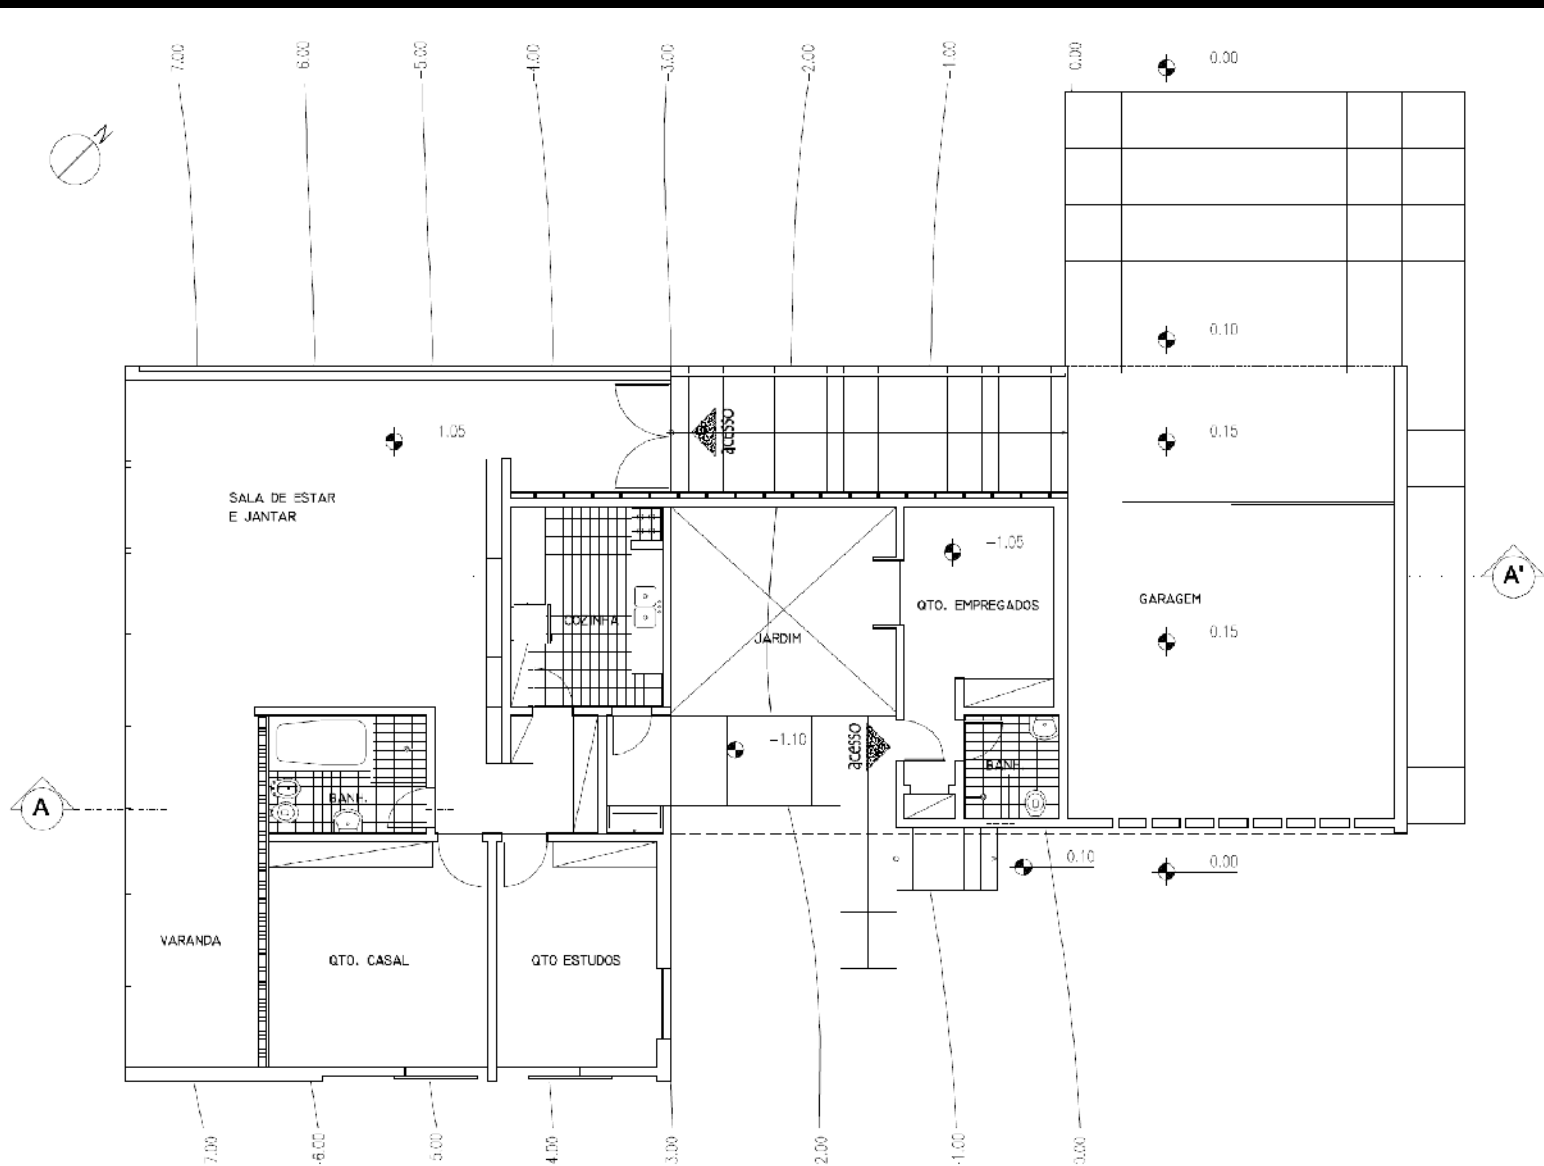 7.00
6.00
-5.00
-4.00
-3.00
-2.00
-1.00
0.00
0.00
N
0.10
acesso
1.05
0.15
SALA DE ESTAR
E JANTAR
-1.05
A'
GARAGEM
QTO. EMPREGADOS
COZINHA
JARDIM
0.15
-1.10
acesso
BANH.
BANH.
A
0.10
0.00
VARANDA
QTO. CASAL
QTO ESTUDOS
7.00
-6.00
5.00
4.00
3.00
2.00
-1.00
0.00